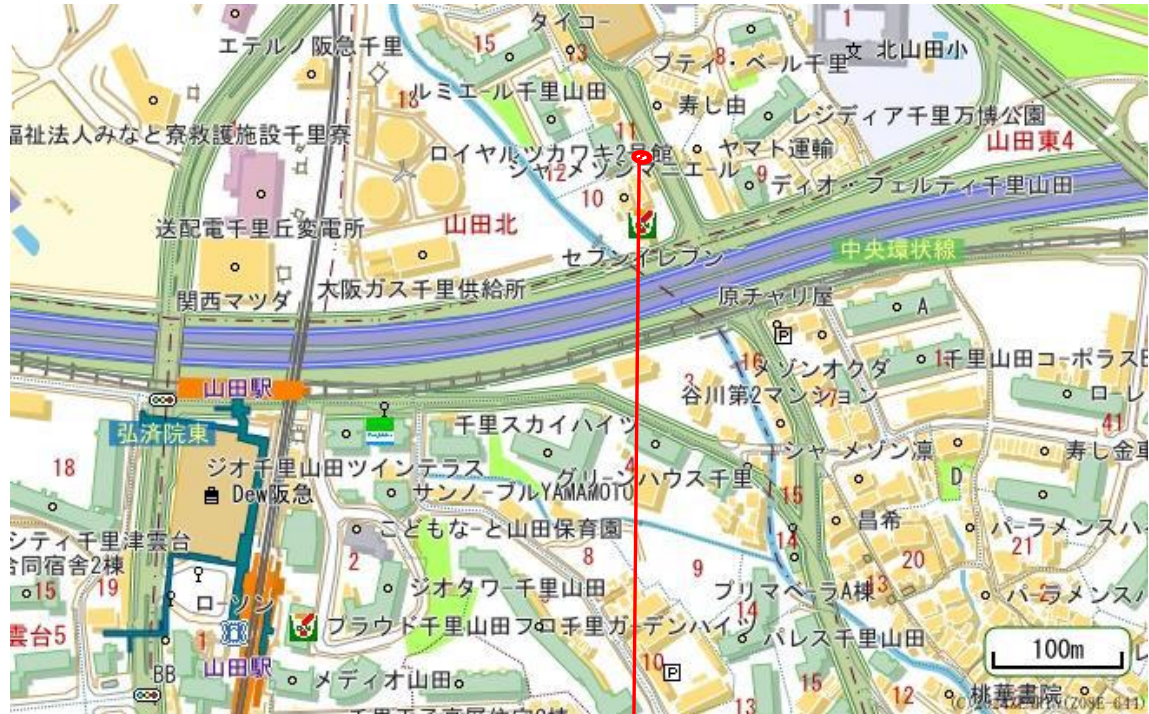 タイコー
15
13
1
エテルノ阪急千里
文 北山田小
8
プティ・ベール千里
18
ルミエール千里山田
寿し由
レジディア千里万博公園
福祉法人みなと寮救護施設千里寮
11
山田東4
ロイヤルツカワキ2号館
ヤマト運輸
シャーメゾンマニエール
12
9
ディオ・フェルティ千里山田
10
送配電千里丘変電所
山田北
セブンイレブン
中央環状線
関西マツダ
大阪ガス千里供給所
原チャリ屋
A
P
16
メゾンオクダ
1
千里山田コーポラスB
3
山田駅
谷川第2マンション
7
ローレ
41
弘済院東
千里スカイハイツ
シャーメゾン凛
寿し金車
18
ジオ千里山田ツインテラス
4
グリーンハウス千里
D
Dew阪急
サンノーブルYAMAMOTO
15
昌希
パーラメンスハイ
こどもなーと山田保育園
シティ千里津雲台
14
21
合同宿舎2棟
2
8
9
20
15
19
ジオタワー千里山田
プリマベーラA棟
13
パーラメンスハ
ローソン
14
雲台5
1
プラウド千里山田フロ
千里ガーデンハイツ
パレス千里山田
100m
山田駅
10
P
BB
メディオ山田
15
12
桃華書院
13